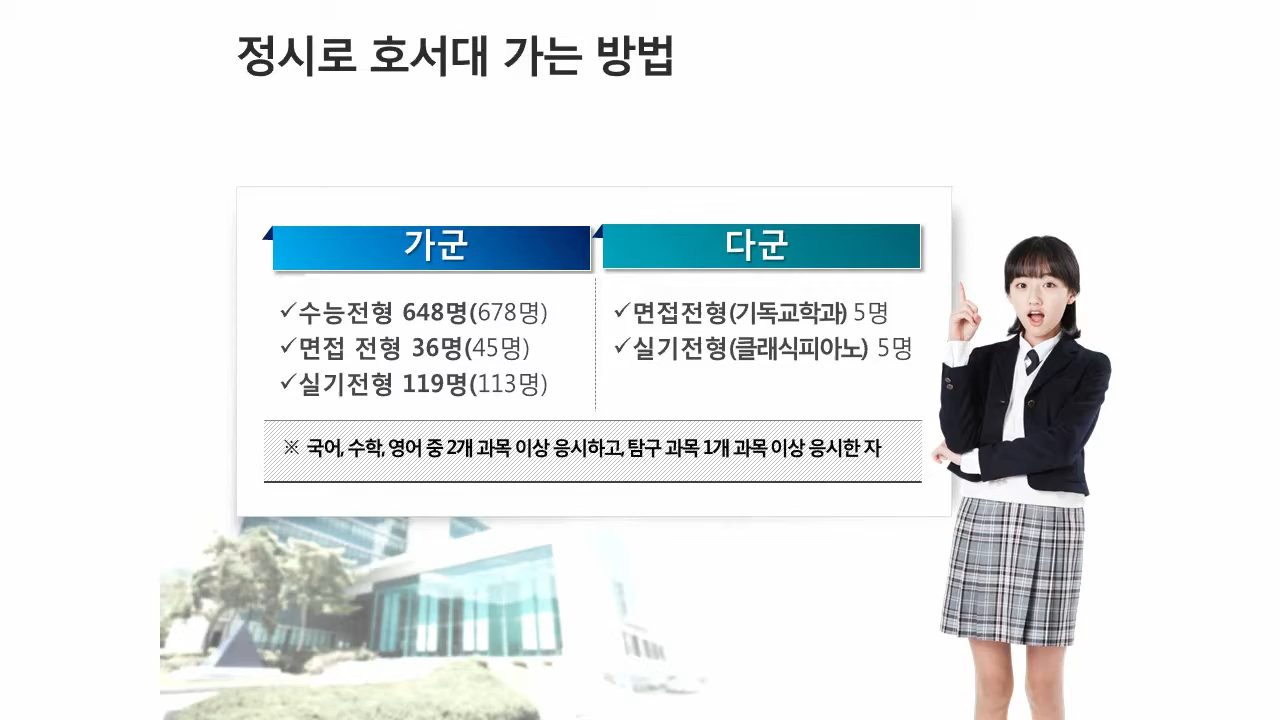 정시로 호서대 가는 방법
가군
✓수능전형 648명(678명)
✓면접 전형 36명(45명)
✓실기전형 119명(113명)
다군
✓면접전형(기독교학과) 5명
✓실기전형(클래식피아노) 5명
※ 국어, 수학, 영어 중 2개 과목 이상 응시하고, 탐구 과목 1개 과목 이상 응시한 자